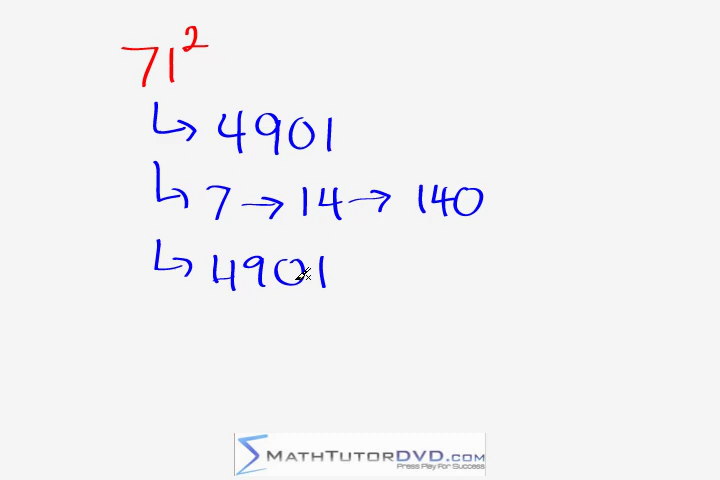 71²
↳ 4901
↳ 7 → 14 → 140
↳ 4901
MATHTUTORDVD.COM
Press Play For Success